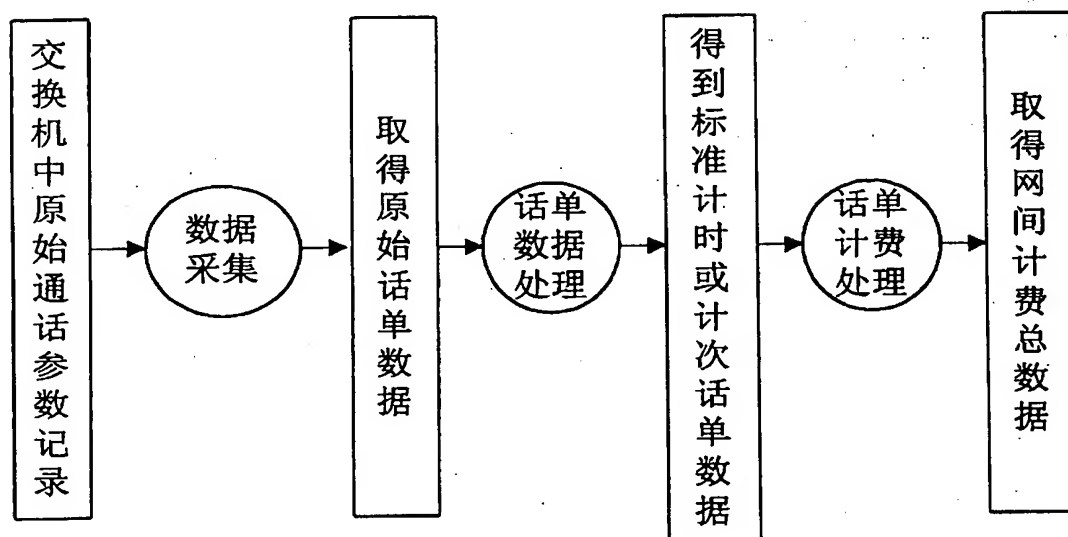 交换机中原始通话参数记录
数据
采集
取得原始话单数据
话单
数据
处理
得到标准计时或计次话单数据
话单
计费
处理
取得网间计费总数据